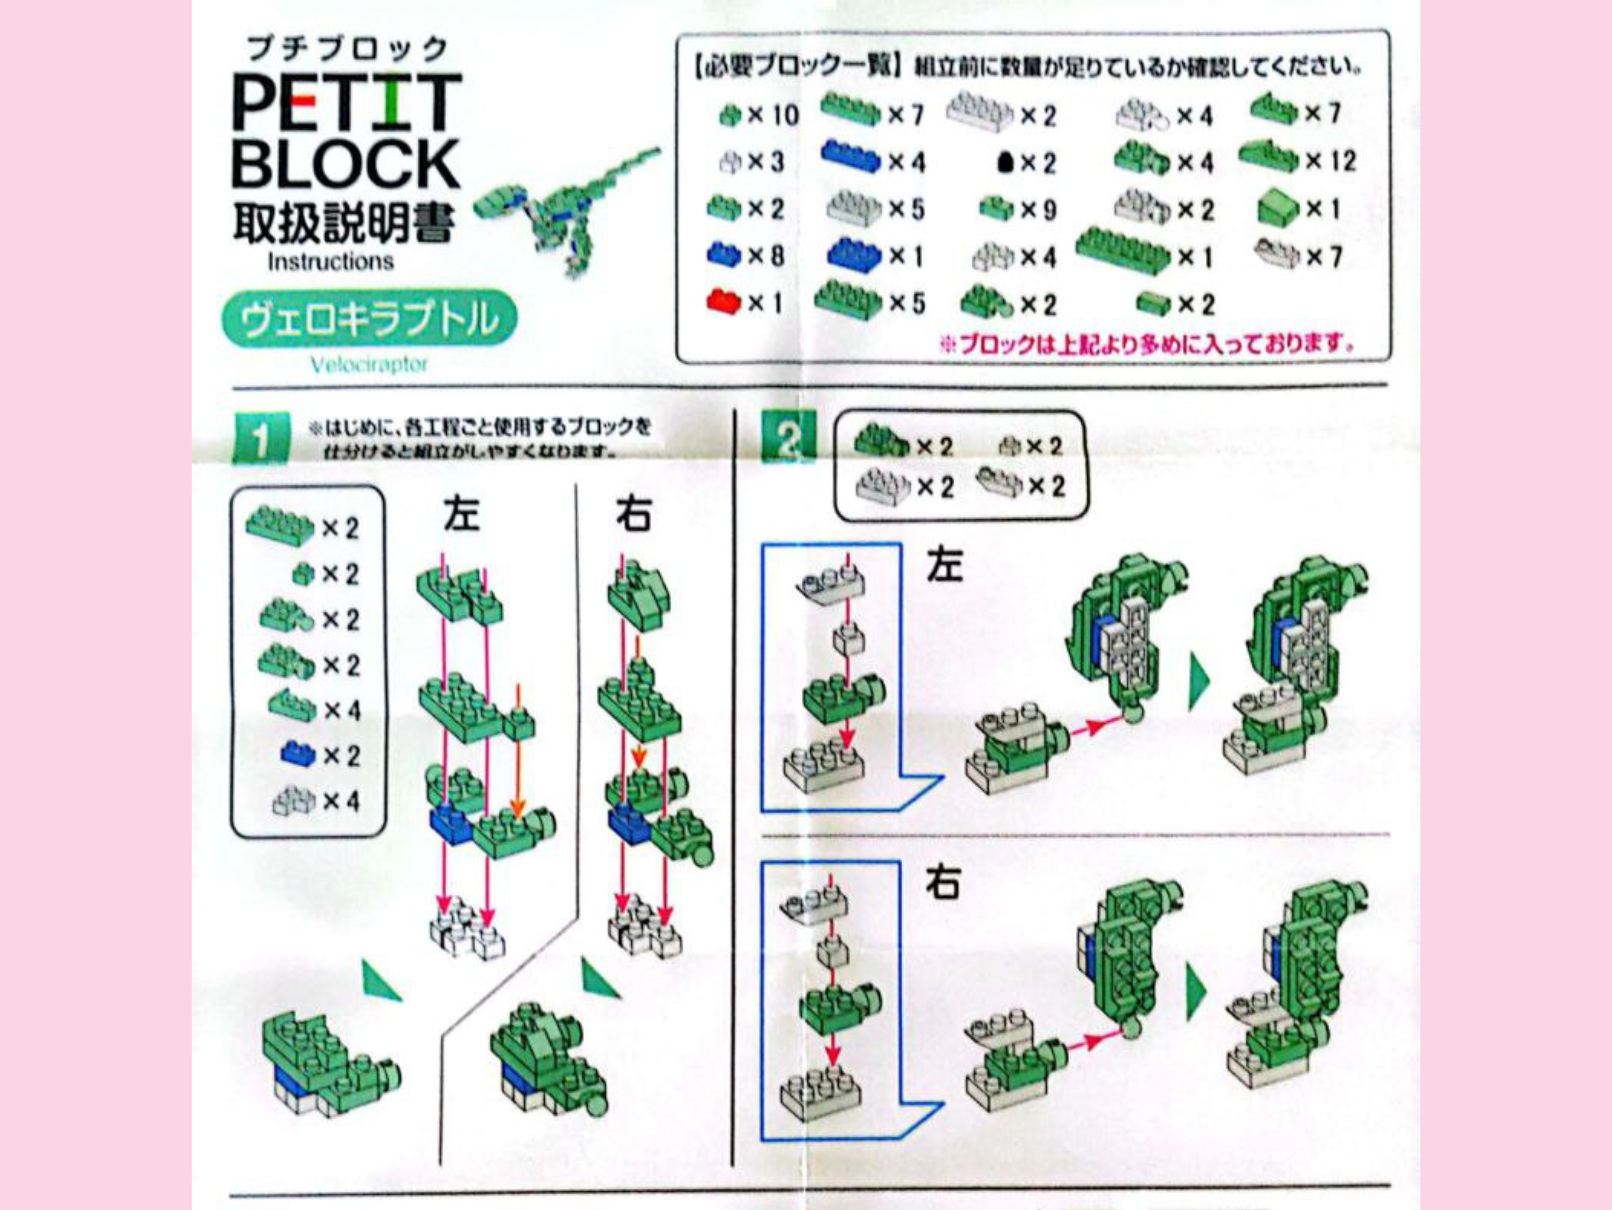 プチブロック
PETIT
BLOCK
取扱説明書
Instructions
ヴェロキラプトル
Velociraptor
【必要ブロック一覧】組立前に数量が足りているか確認してください。
×10 ×7 ×2 ×4 ×7
×3 ×4 ×2 ×4 ×12
×2 ×5 ×9 ×2 ×1
×8 ×1 ×4 ×1 ×7
×1 ×5 ×2 ×2
※ブロックは上記より多めに入っております。
1
※はじめに、各工程ごと使用するブロックを
仕分けると組立がしやすくなります。
×2
×2
×2
×2
×4
×2
×4
左
右
2
×2 ×2
×2 ×2
左
右